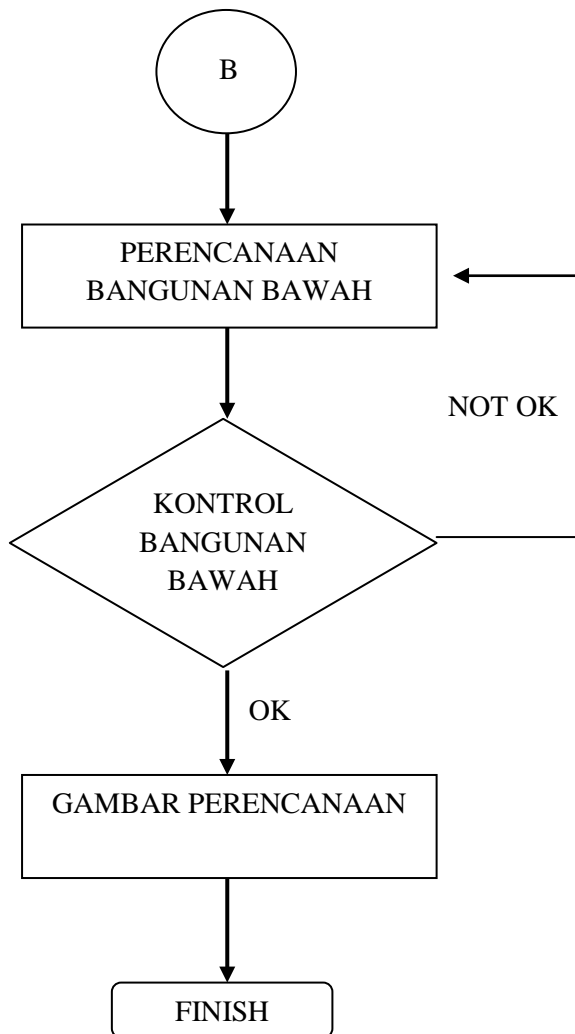 B
PERENCANAAN
BANGUNAN BAWAH
NOT OK
KONTROL
BANGUNAN
BAWAH
OK
GAMBAR PERENCANAAN
FINISH